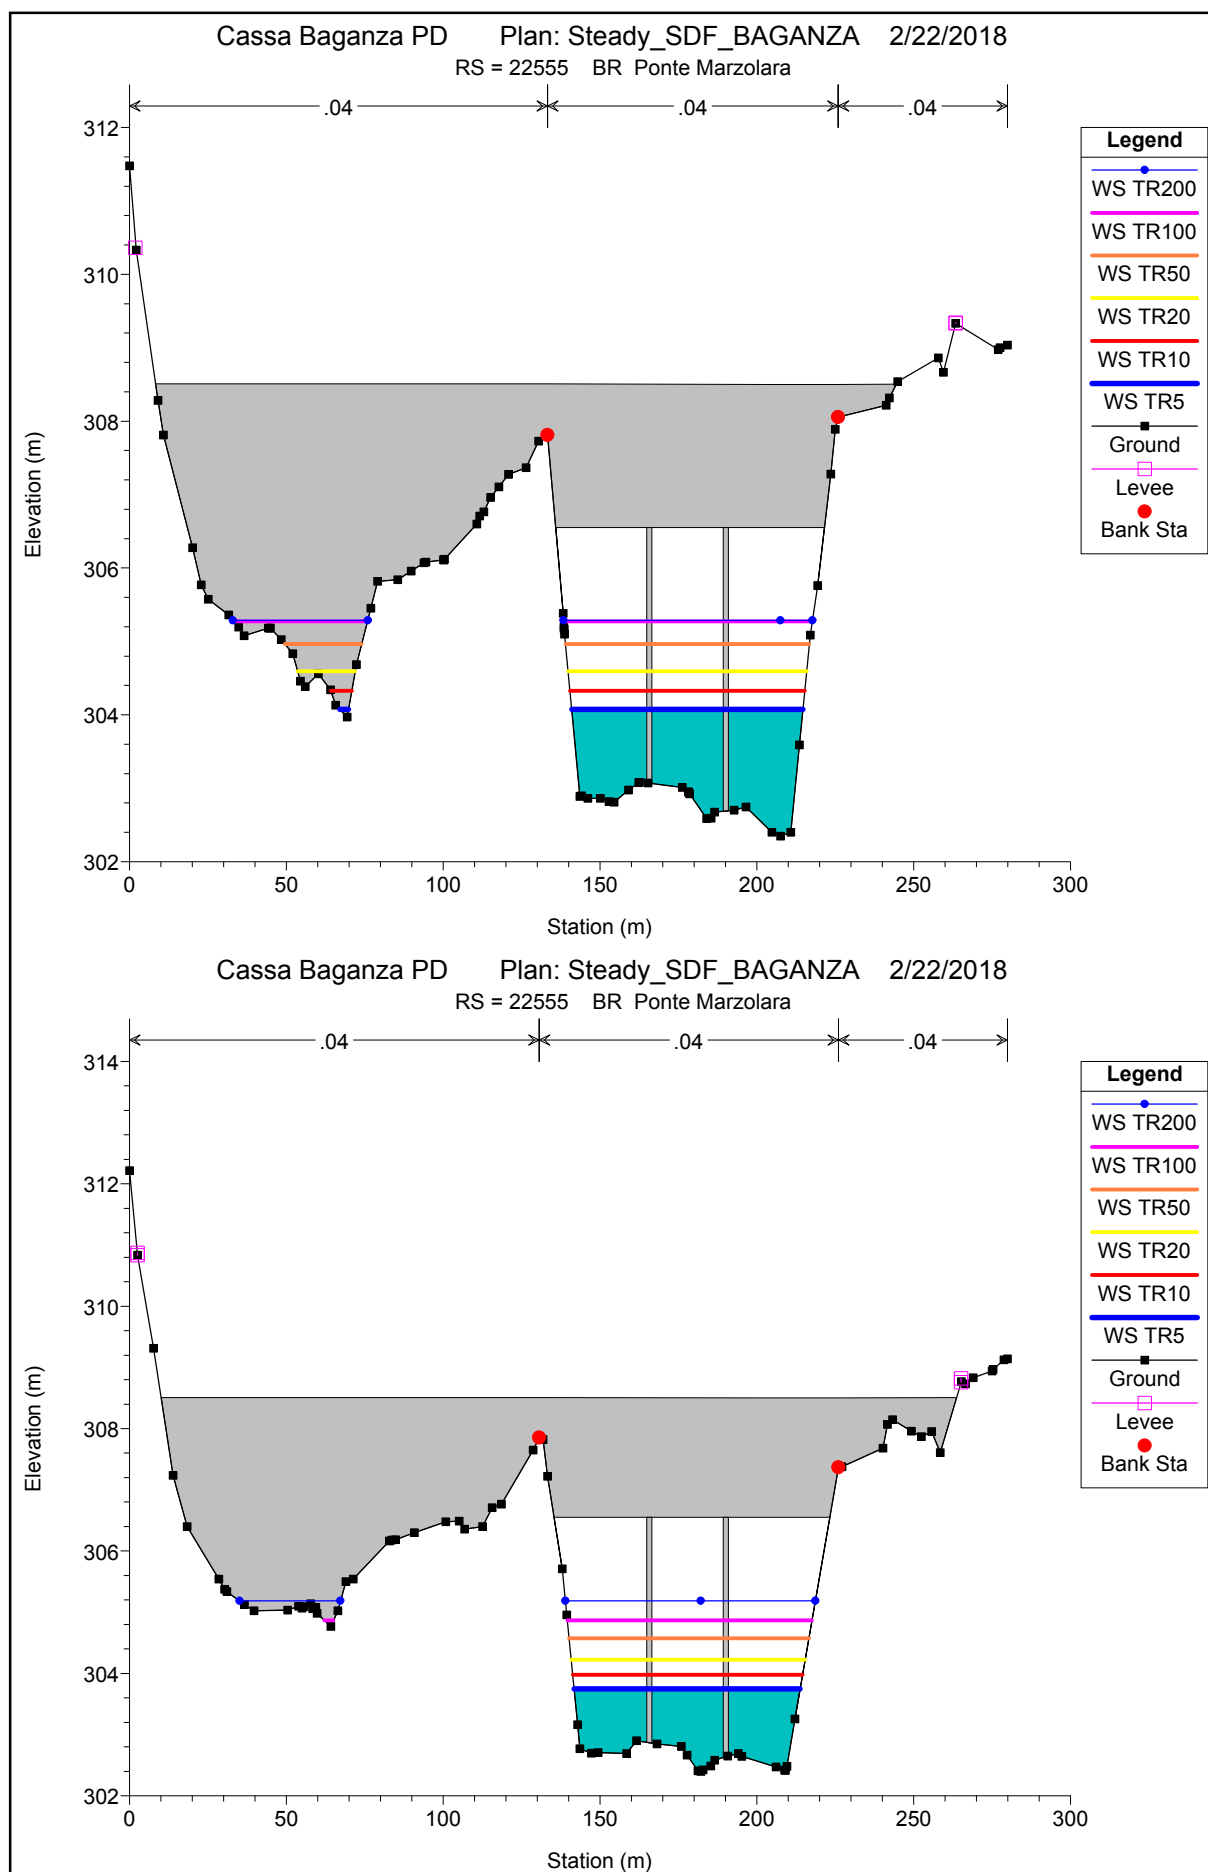 Cassa Baganza PD Plan: Steady_SDF_BAGANZA 2/22/2018
RS = 22555 BR Ponte Marzolara
.04 .04 .04
312
310
308
306
304
302
Elevation (m)
0 50 100 150 200 250 300
Station (m)
Legend
WS TR200
WS TR100
WS TR50
WS TR20
WS TR10
WS TR5
Ground
Levee
Bank Sta
Cassa Baganza PD Plan: Steady_SDF_BAGANZA 2/22/2018
RS = 22555 BR Ponte Marzolara
.04 .04 .04
314
312
310
308
306
304
302
Elevation (m)
0 50 100 150 200 250 300
Station (m)
Legend
WS TR200
WS TR100
WS TR50
WS TR20
WS TR10
WS TR5
Ground
Levee
Bank Sta